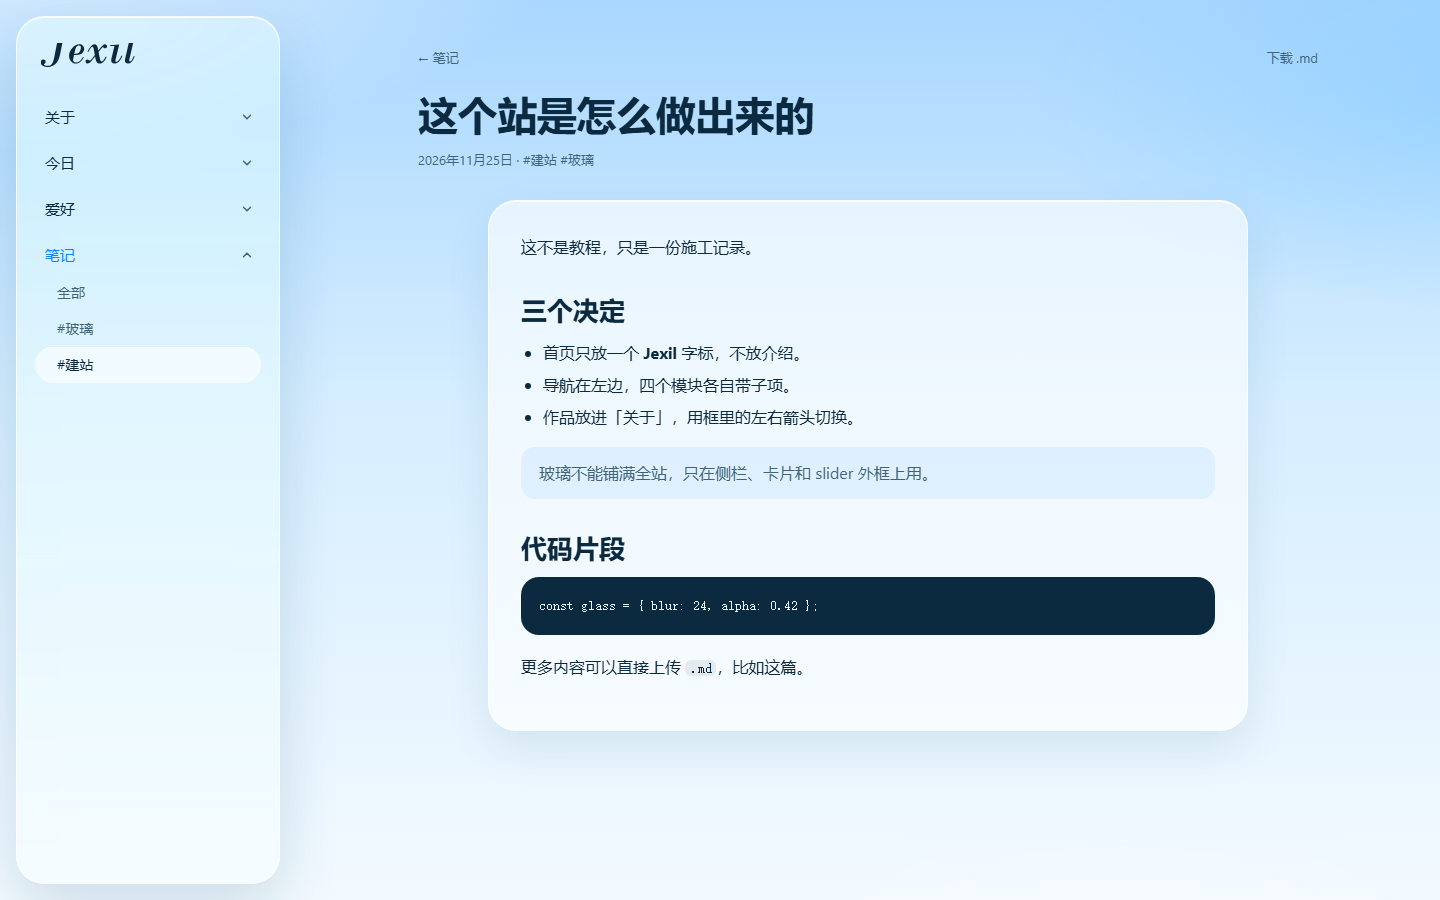 Jexil
关于
今日
爱好
笔记
全部
#玻璃
#建站
← 笔记
下载 .md
这个站是怎么做出来的
2026年11月25日 · #建站 #玻璃
这不是教程，只是一份施工记录。
三个决定
首页只放一个 Jexil 字标，不放介绍。
导航在左边，四个模块各自带子项。
作品放进「关于」，用框里的左右箭头切换。
玻璃不能铺满全站，只在侧栏、卡片和 slider 外框上用。
代码片段
const glass = { blur: 24, alpha: 0.42 };
更多内容可以直接上传 .md，比如这篇。